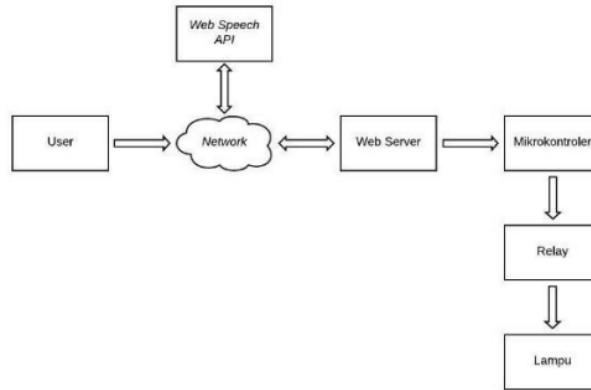 Web Speech
API
User
Network
Web Server
Mikrokontroler
Relay
Lampu